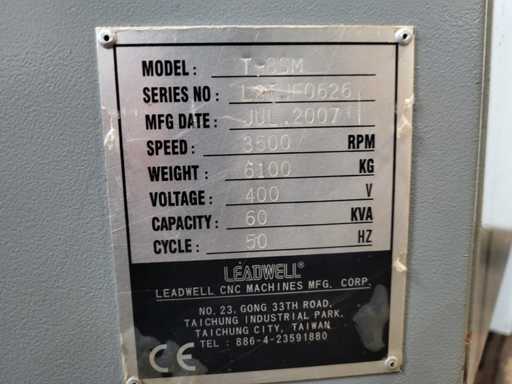 MODEL: T-8SM
SERIES NO: L2TJF0626
MFG DATE: JUL.2007
SPEED: 3500 RPM
WEIGHT: 6100 KG
VOLTAGE: 400 V
CAPACITY: 60 KVA
CYCLE: 50 HZ
LEADWELL®
LEADWELL CNC MACHINES MFG. CORP.
NO. 23, GONG 33TH ROAD,
TAICHUNG INDUSTRIAL PARK,
TAICHUNG CITY, TAIWAN
TEL : 886-4-23591880
CE